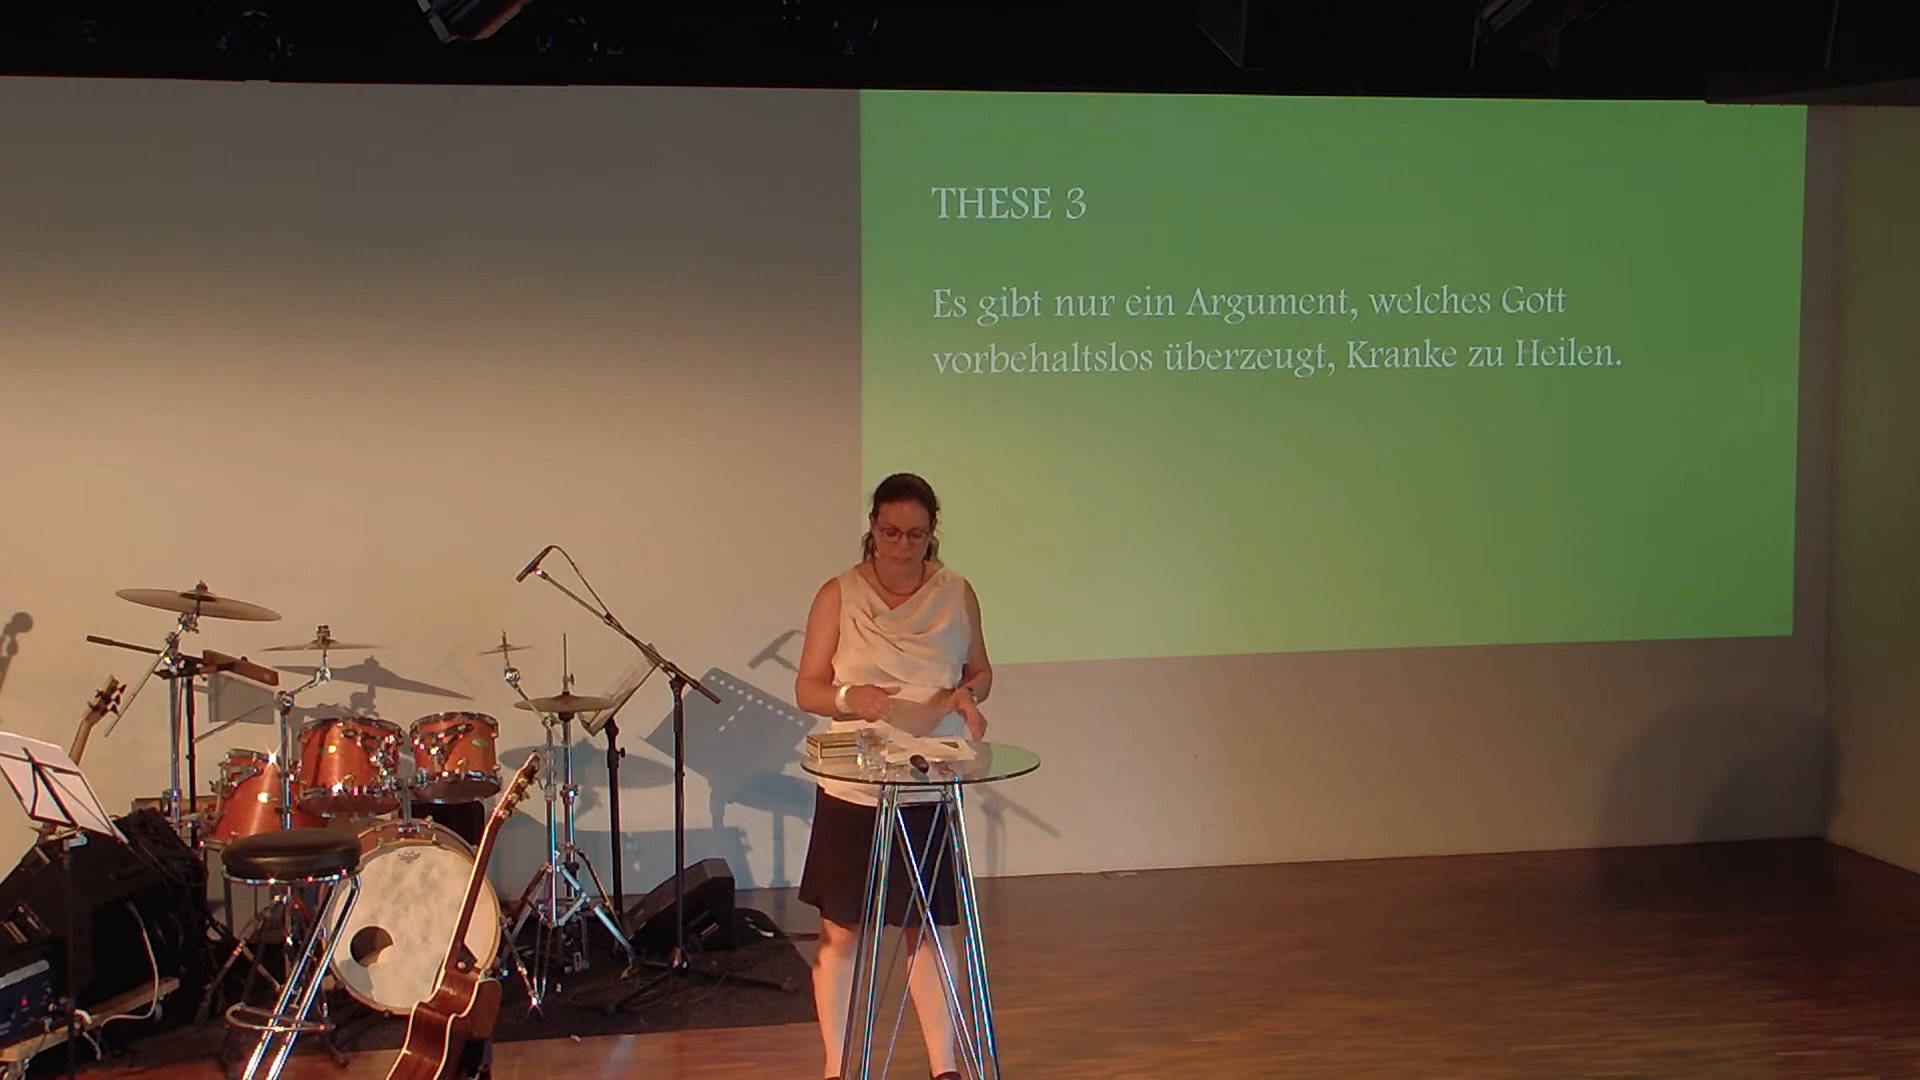 THESE 3
Es gibt nur ein Argument, welches Gott
vorbehaltslos überzeugt, Kranke zu Heilen.